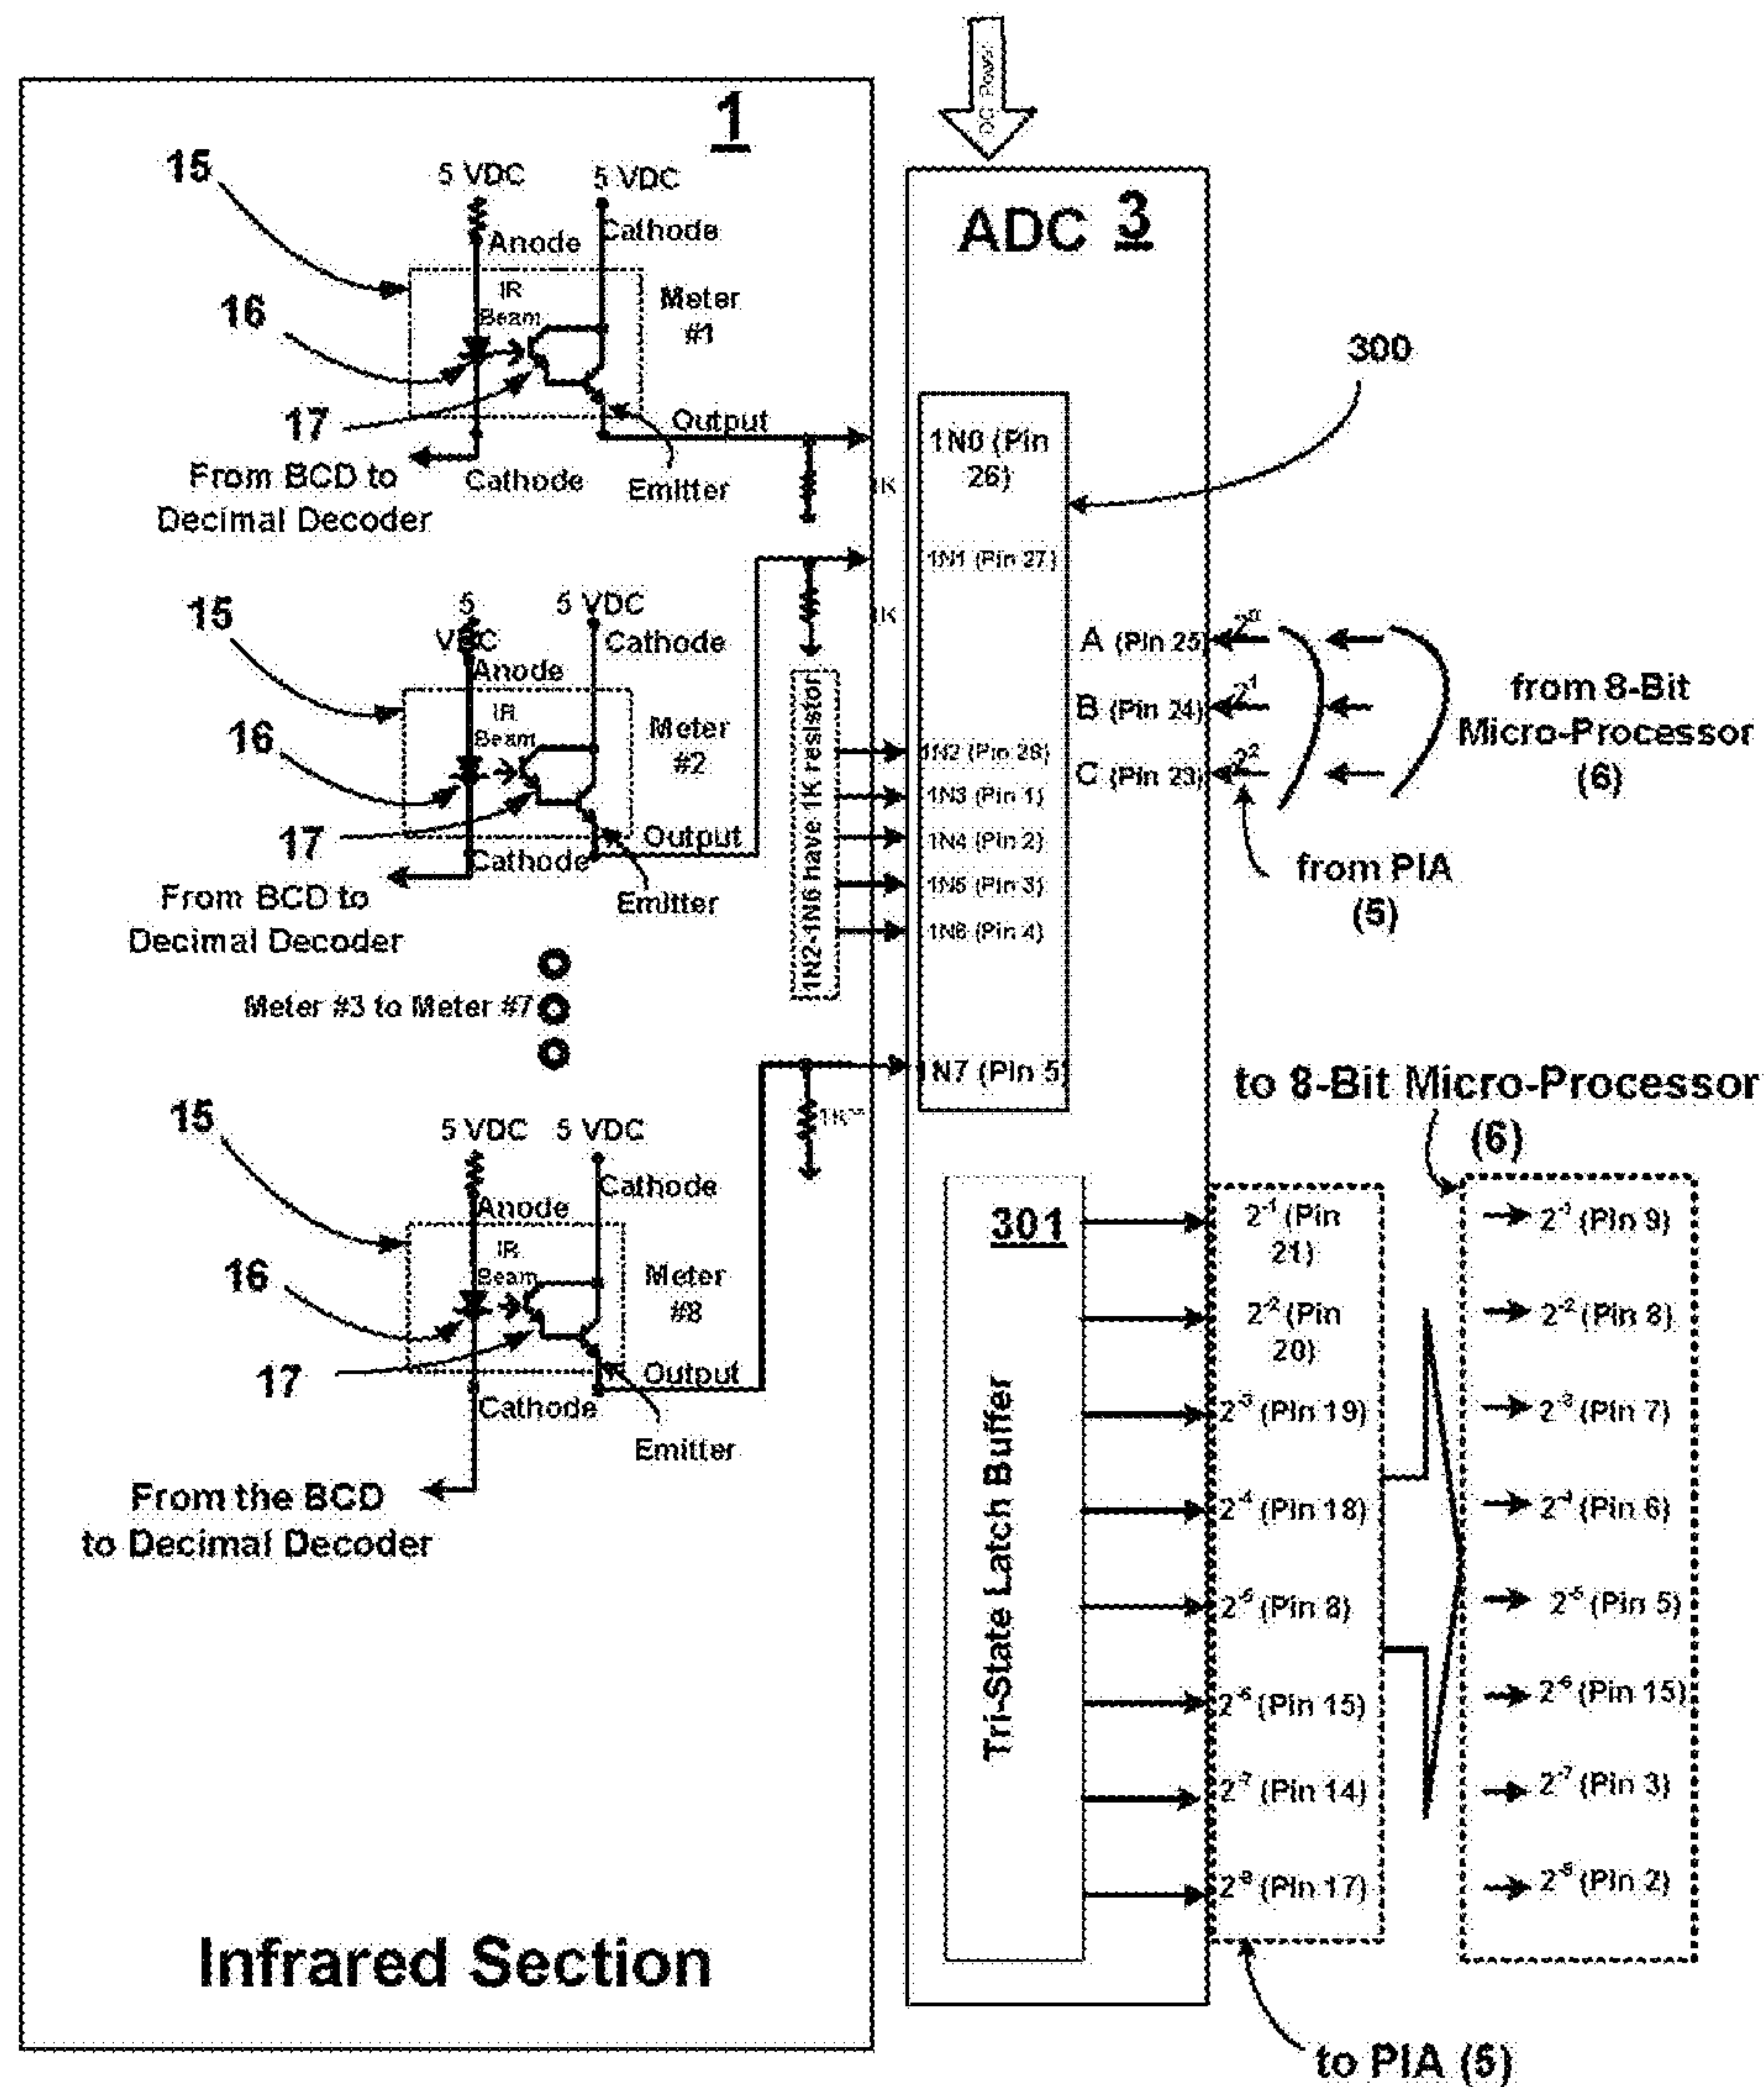 DC Power
1
15
5 VDC
5 VDC
Anode
Cathode
IR
Beam
Meter
#1
16
17
Output
From BCD to
Decimal Decoder
Cathode
Emitter
1K
15
5
VDC
5 VDC
Anode
Cathode
IR
Beam
Meter
#2
16
17
Output
Cathode
From BCD to
Decimal Decoder
Emitter
1K
1N2-1N6 have 1K resistor
Meter #3 to Meter #7
15
5 VDC
5 VDC
Anode
Cathode
IR
Beam
Meter
#8
16
17
Output
Cathode
Emitter
From the BCD
to Decimal Decoder
Infrared Section
ADC 3
300
1N0 (Pin
26)
1N1 (Pin 27)
1N2 (Pin 28)
1N3 (Pin 1)
1N4 (Pin 2)
1N5 (Pin 3)
1N6 (Pin 4)
1N7 (Pin 5)
A (Pin 25)
2⁰
B (Pin 24)
2¹
C (Pin 23)
2²
from 8-Bit
Micro-Processor
(6)
from PIA
(5)
301
Tri-State Latch Buffer
2⁻¹ (Pin
21)
2⁻² (Pin
20)
2⁻³ (Pin 19)
2⁻⁴ (Pin 18)
2⁻⁵ (Pin 8)
2⁻⁶ (Pin 15)
2⁻⁷ (Pin 14)
2⁻⁸ (Pin 17)
to 8-Bit Micro-Processor
(6)
2⁻¹ (Pin 9)
2⁻² (Pin 8)
2⁻³ (Pin 7)
2⁻⁴ (Pin 6)
2⁻⁵ (Pin 5)
2⁻⁶ (Pin 15)
2⁻⁷ (Pin 3)
2⁻⁸ (Pin 2)
to PIA (5)